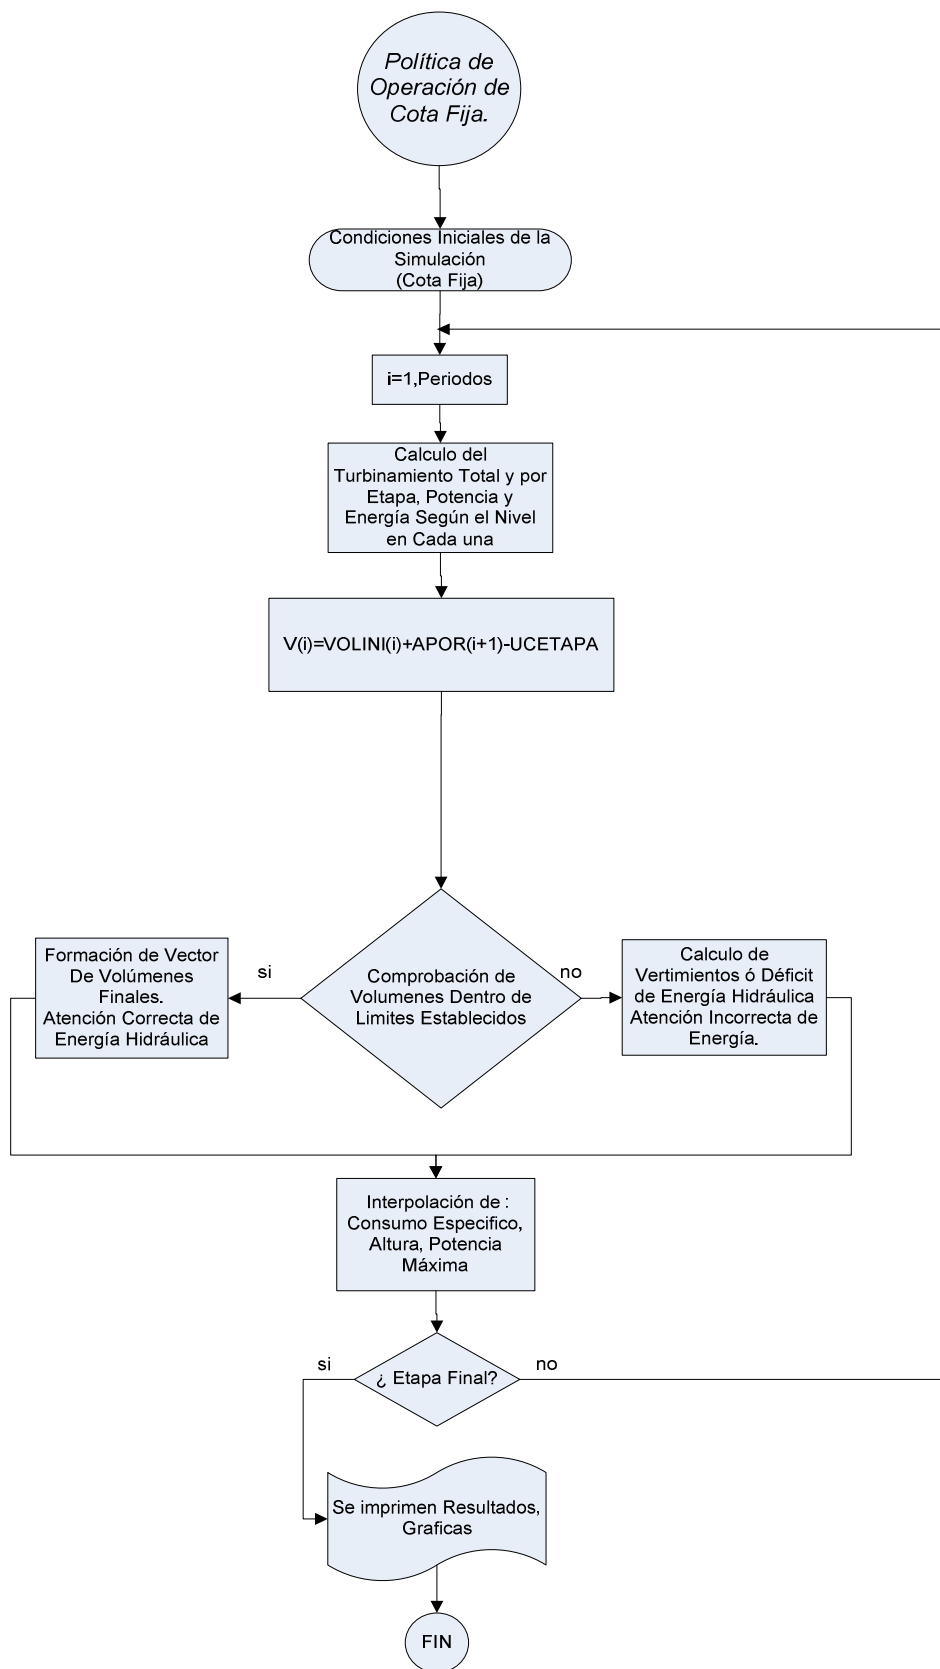 Política de
Operación de
Cota Fija.
Condiciones Iniciales de la
Simulación
(Cota Fija)
i=1,Periodos
Calculo del
Turbinamiento Total y por
Etapa, Potencia y
Energía Según el Nivel
en Cada una
V(i)=VOLINI(i)+APOR(i+1)-UCETAPA
Formación de Vector
De Volúmenes
Finales.
Atención Correcta de
Energía Hidráulica
si
Comprobación de
Volumenes Dentro de
Limites Establecidos
no
Calculo de
Vertimientos ó Déficit
de Energía Hidráulica
Atención Incorrecta de
Energía.
Interpolación de :
Consumo Especifico,
Altura, Potencia
Máxima
si
¿ Etapa Final?
no
Se imprimen Resultados,
Graficas
FIN